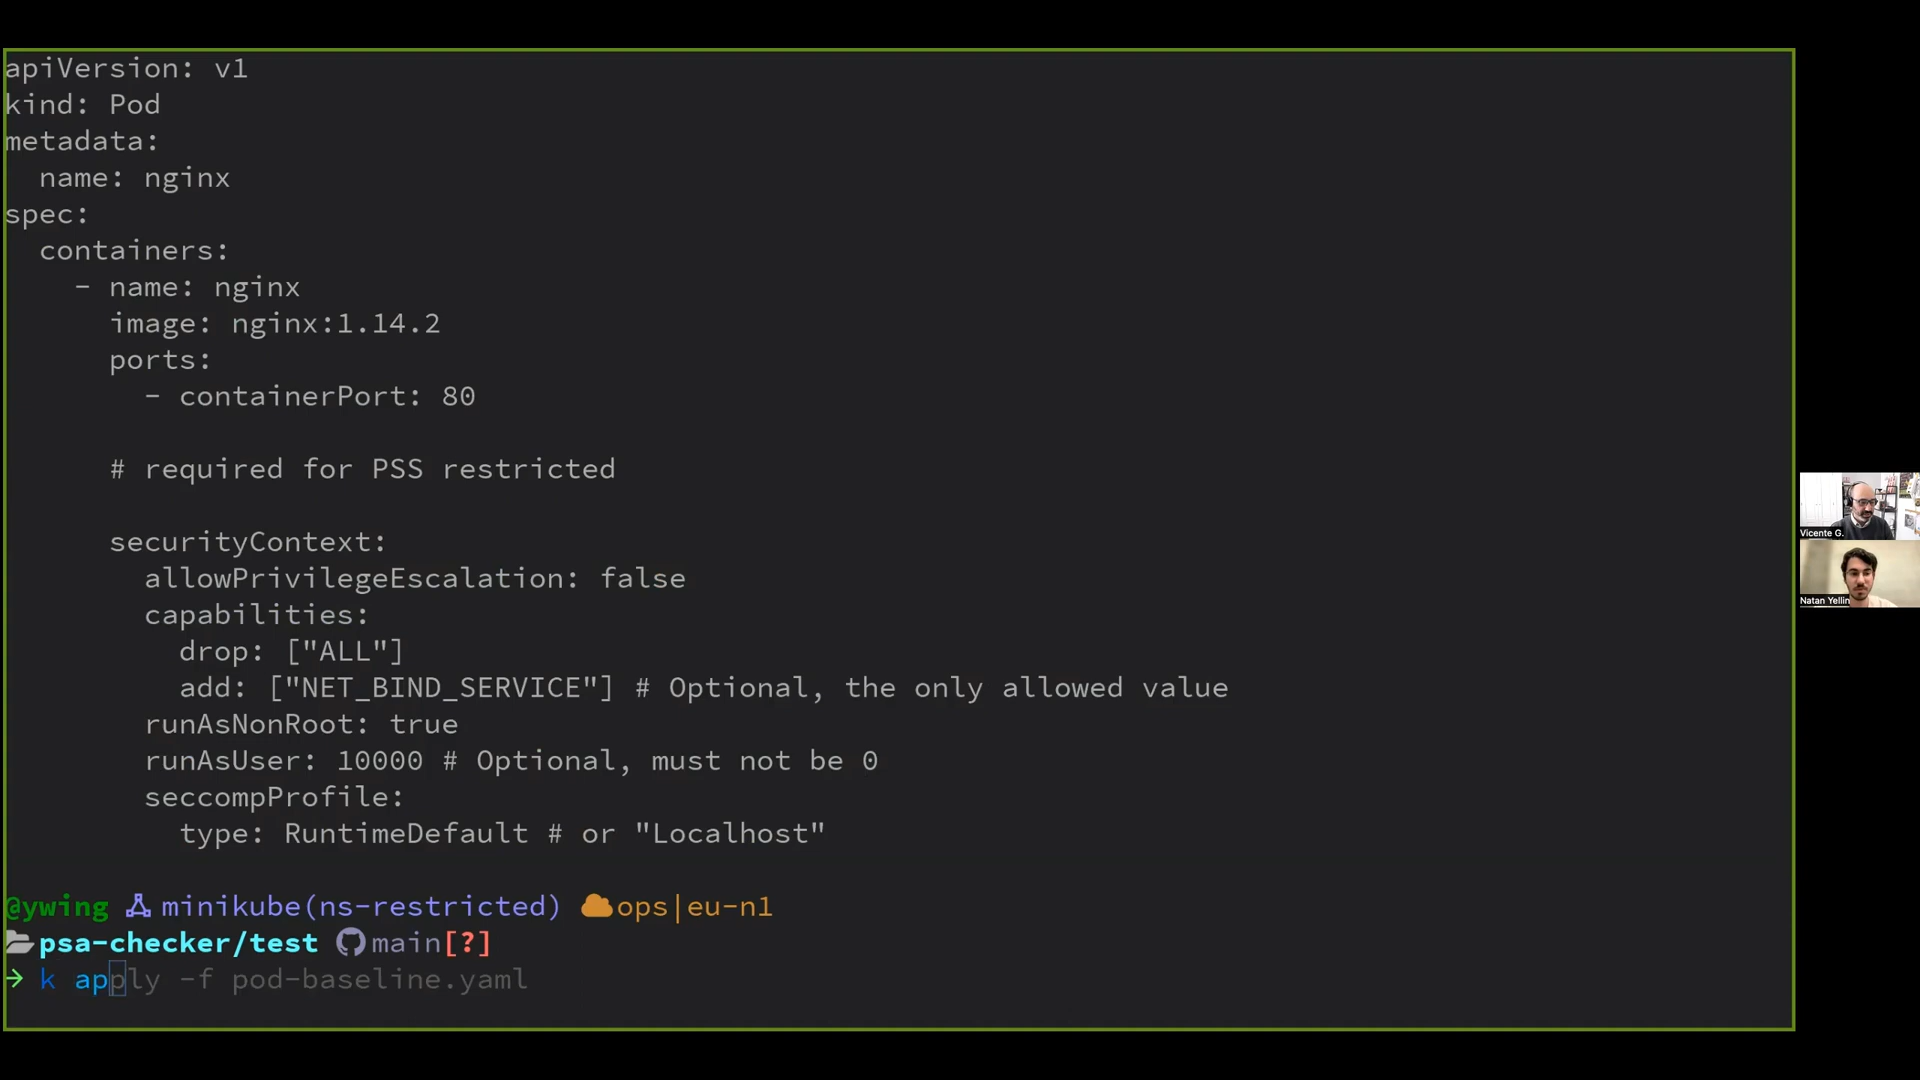 apiVersion: v1
kind: Pod
metadata:
  name: nginx
spec:
  containers:
    - name: nginx
      image: nginx:1.14.2
      ports:
        - containerPort: 80

      # required for PSS restricted

      securityContext:
        allowPrivilegeEscalation: false
        capabilities:
          drop: ["ALL"]
          add: ["NET_BIND_SERVICE"] # Optional, the only allowed value
        runAsNonRoot: true
        runAsUser: 10000 # Optional, must not be 0
        seccompProfile:
          type: RuntimeDefault # or "Localhost"

@ywing minikube(ns-restricted) ops|eu-n1
psa-checker/test main[?]
→ k apply -f pod-baseline.yaml
Vicente G.
Natan Yellin